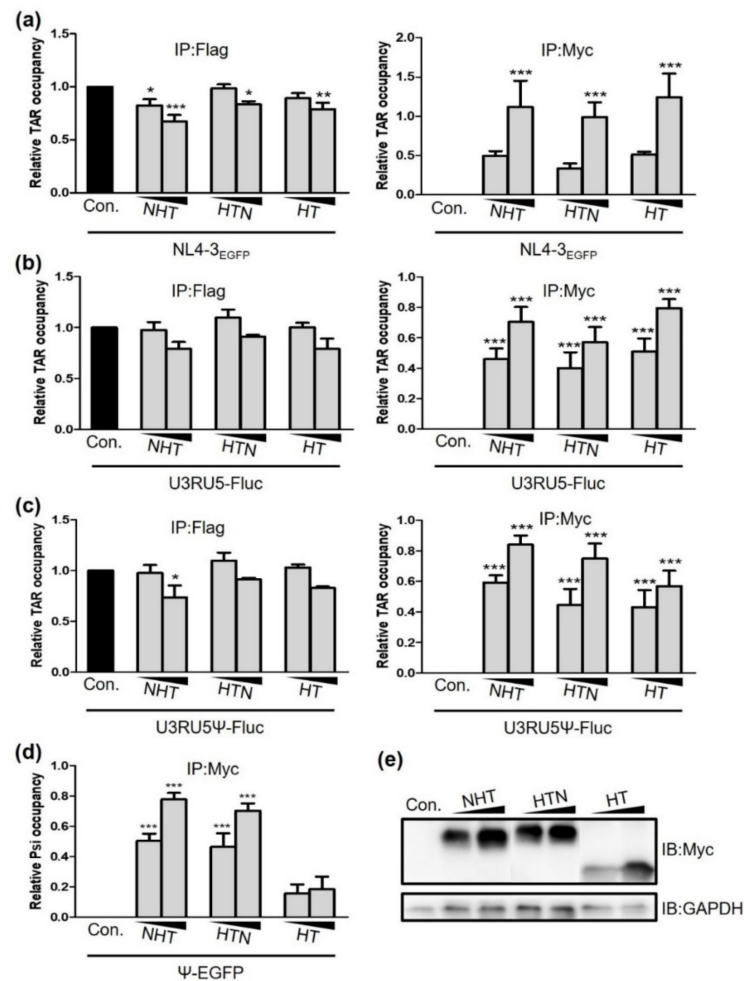 (a)
IP:Flag
Relative TAR occupancy
1.5
1.0
0.5
0.0
* *** * **
Con. NHT HTN HT
NL4-3EGFP
IP:Myc
Relative TAR occupancy
2.0
1.5
1.0
0.5
0.0
*** *** ***
Con. NHT HTN HT
NL4-3EGFP
(b)
IP:Flag
Relative TAR occupancy
1.5
1.0
0.5
0.0
Con. NHT HTN HT
U3RU5-Fluc
IP:Myc
Relative TAR occupancy
1.0
0.8
0.6
0.4
0.2
0.0
*** *** *** *** *** ***
Con. NHT HTN HT
U3RU5-Fluc
(c)
IP:Flag
Relative TAR occupancy
1.5
1.0
0.5
0.0
*
Con. NHT HTN HT
U3RU5Ψ-Fluc
IP:Myc
Relative TAR occupancy
1.0
0.8
0.6
0.4
0.2
0.0
*** *** *** *** *** ***
Con. NHT HTN HT
U3RU5Ψ-Fluc
(d)
IP:Myc
Relative Psi occupancy
1.0
0.8
0.6
0.4
0.2
0.0
*** *** *** ***
Con. NHT HTN HT
Ψ-EGFP
(e)
Con. NHT HTN HT
IB:Myc
IB:GAPDH